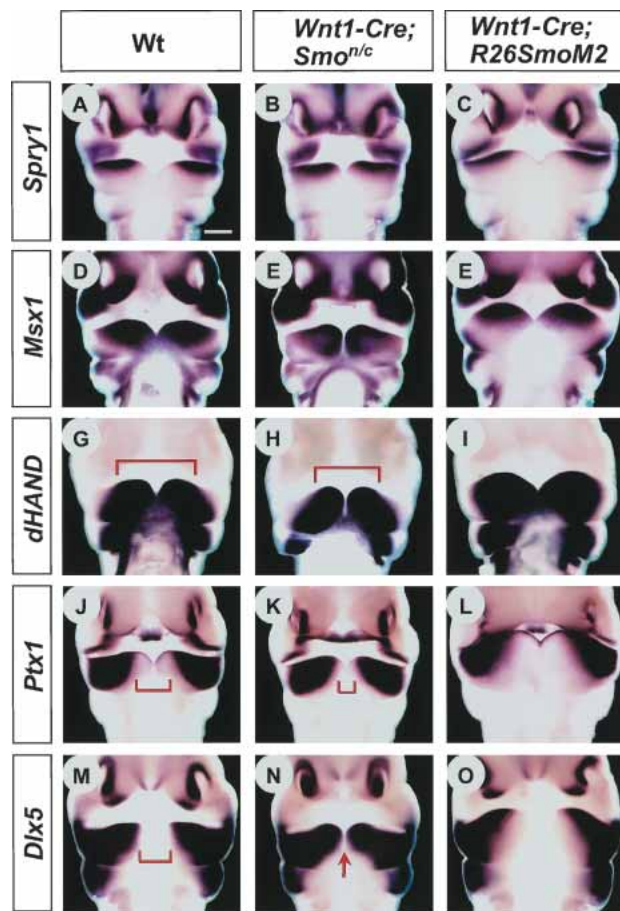 Wt
Wnt1-Cre;
Smo^n/c
Wnt1-Cre;
R26SmoM2
Spry1
A
B
C
Msx1
D
E
E
dHAND
G
H
I
Ptx1
J
K
L
Dlx5
M
N
O